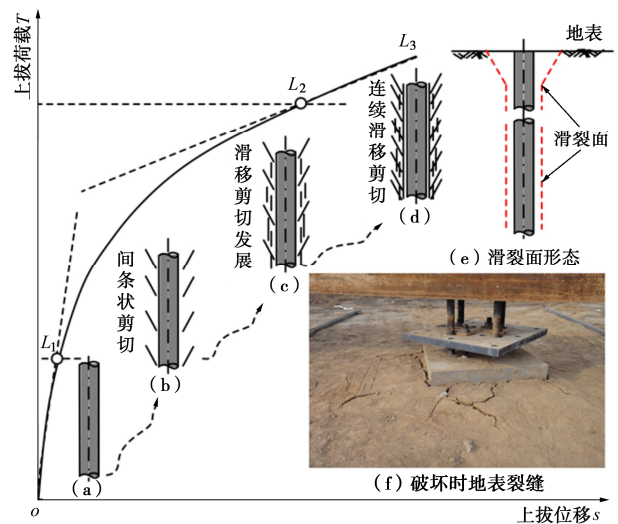 上拔荷载T
L3
L2
L1
地表
滑裂面
连续滑移剪切
(d)
(e)滑裂面形态
滑移剪切发展
(c)
间条状剪切
(b)
(a)
(f)破坏时地表裂缝
o
上拔位移s